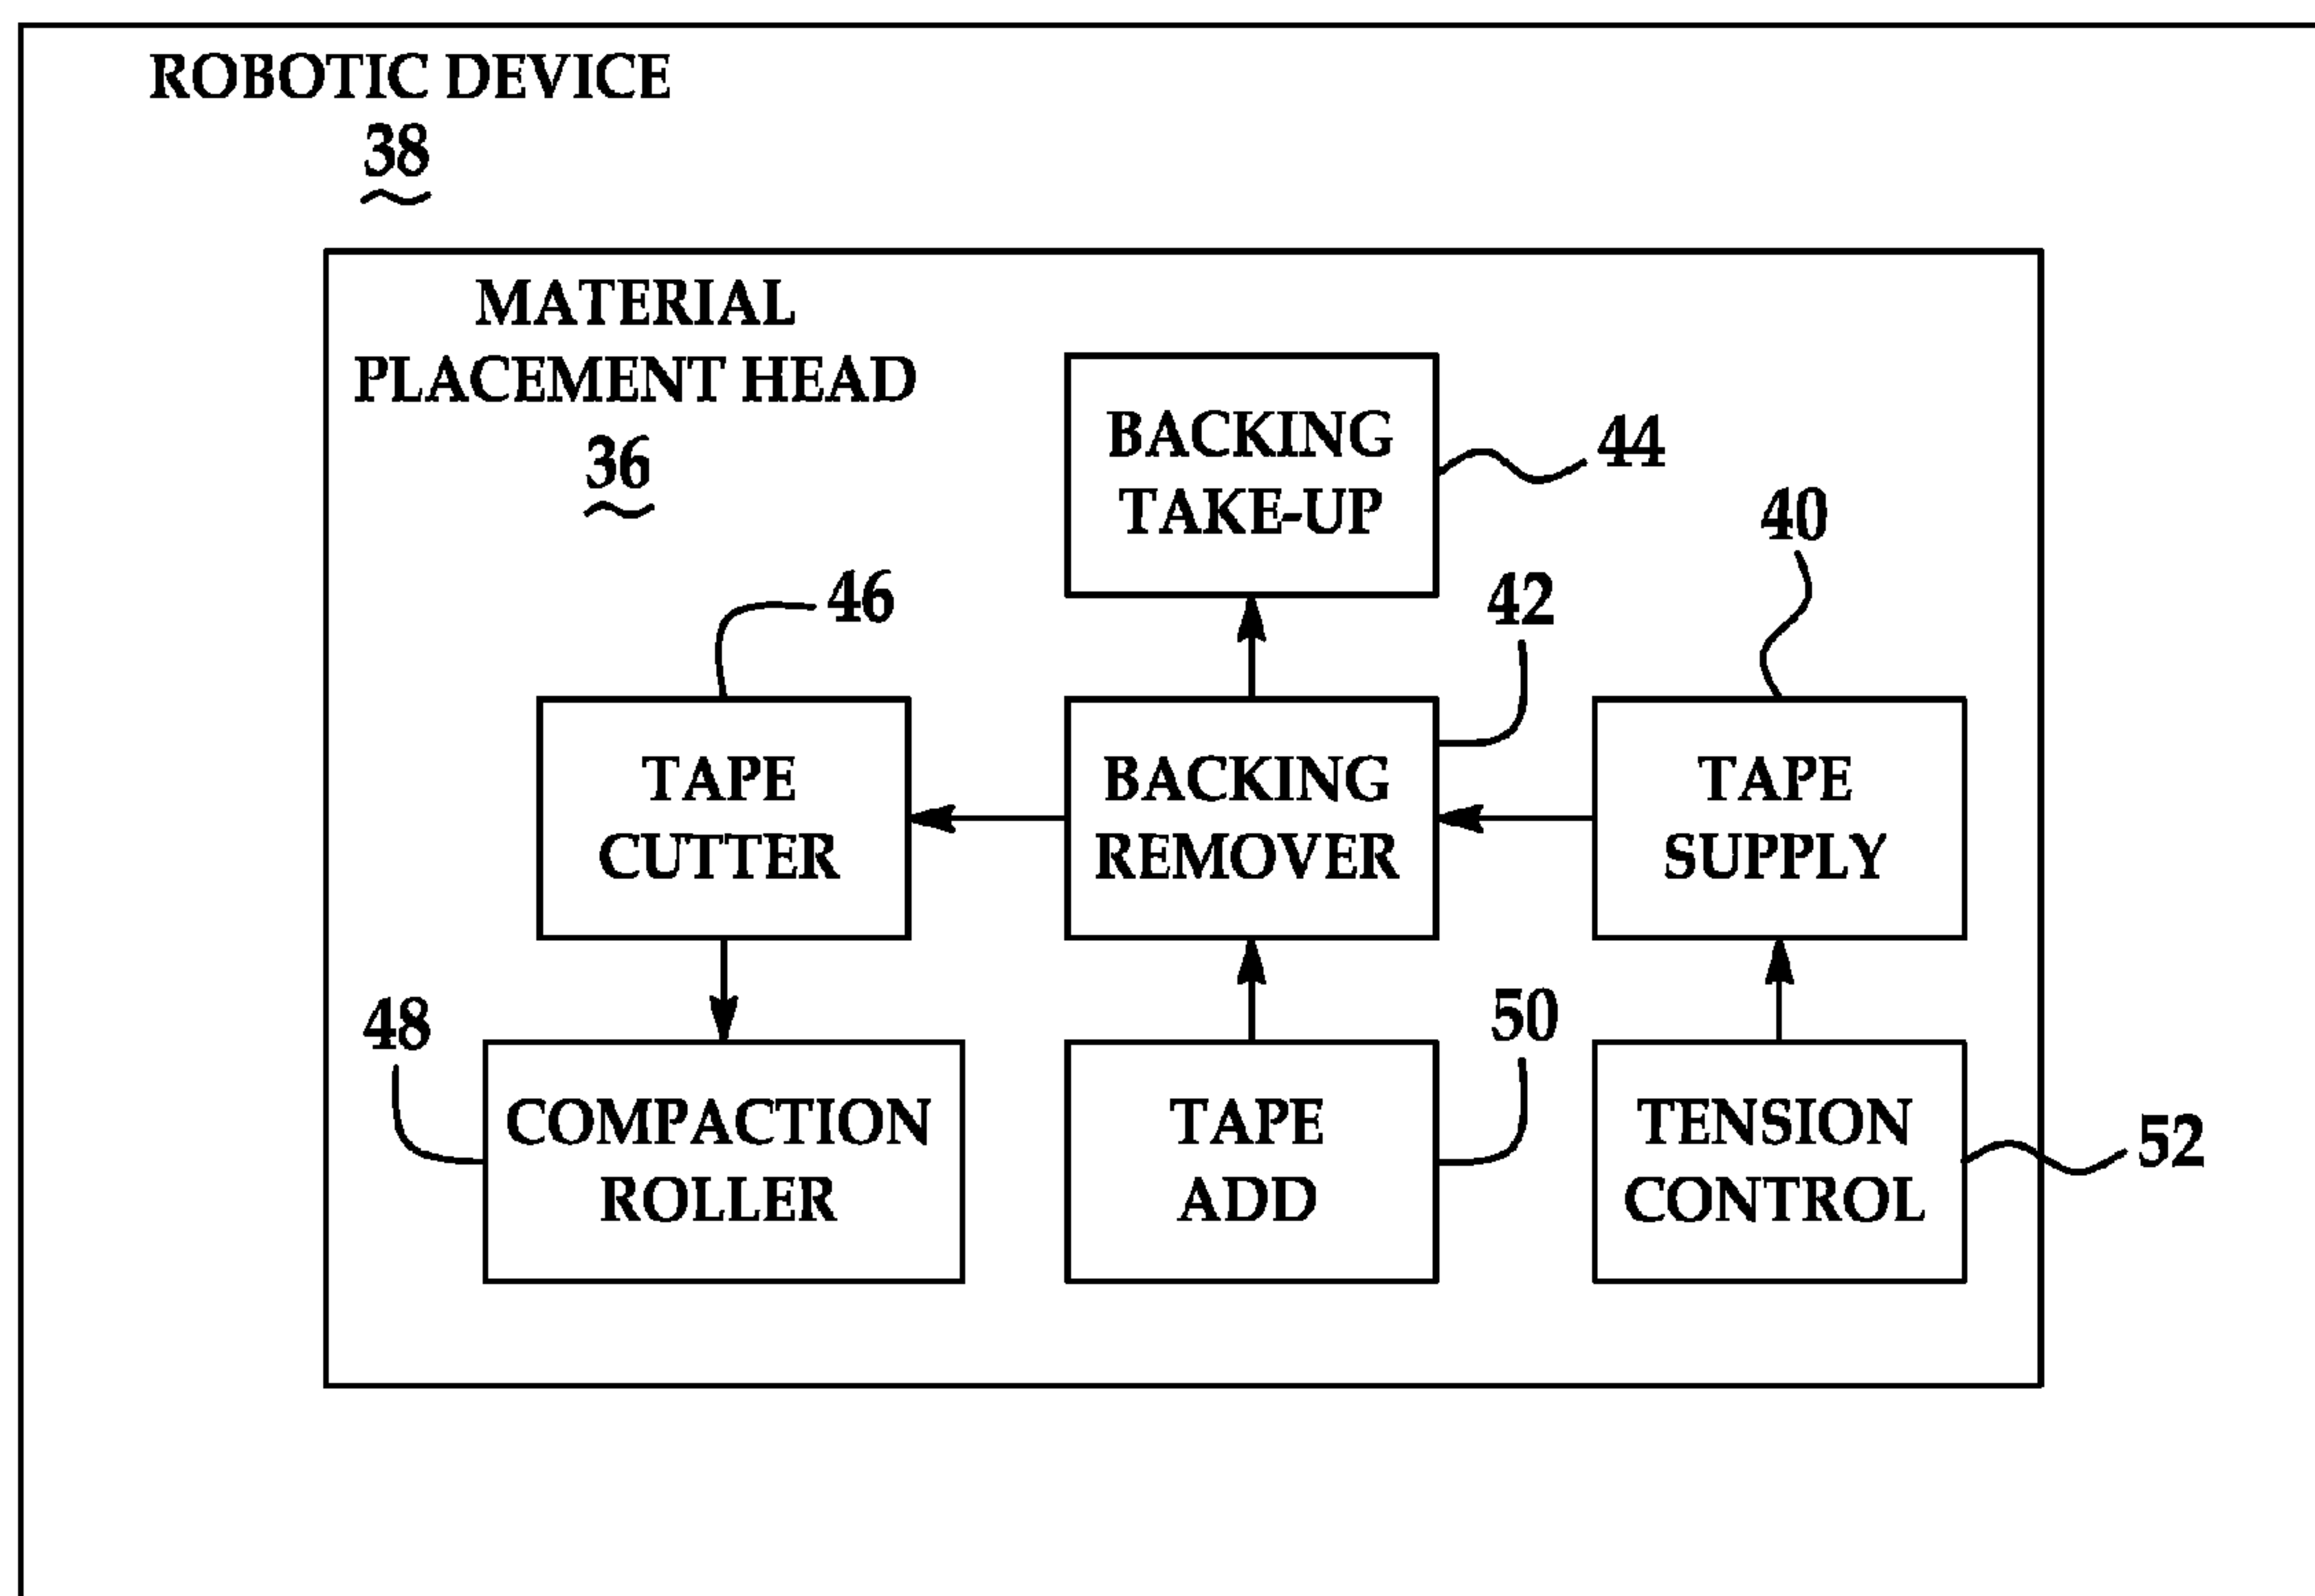 ROBOTIC DEVICE
38
MATERIAL
PLACEMENT HEAD
36
BACKING
TAKE-UP
44
40
42
46
TAPE
CUTTER
BACKING
REMOVER
TAPE
SUPPLY
48
50
COMPACTION
ROLLER
TAPE
ADD
TENSION
CONTROL
52